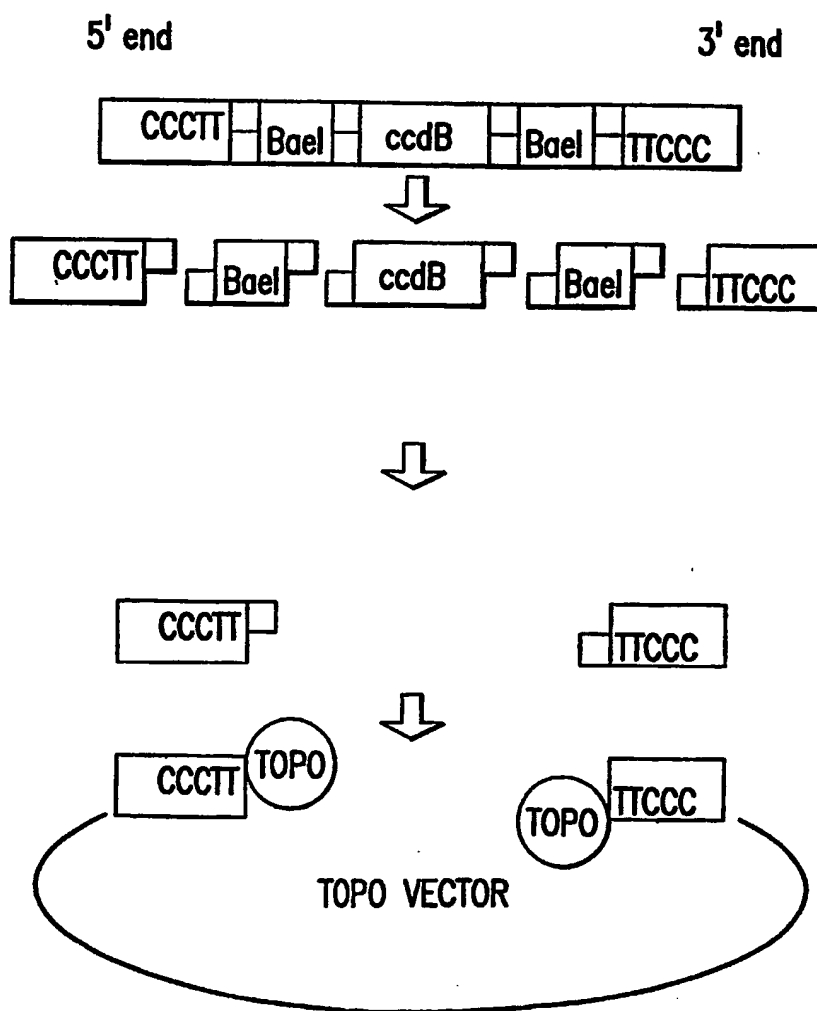 5' end 3' end
CCCTT BaeI ccdB BaeI TTCCC
CCCTT BaeI ccdB BaeI TTCCC
CCCTT TTCCC
CCCTT TOPO TOPO TTCCC
TOPO VECTOR